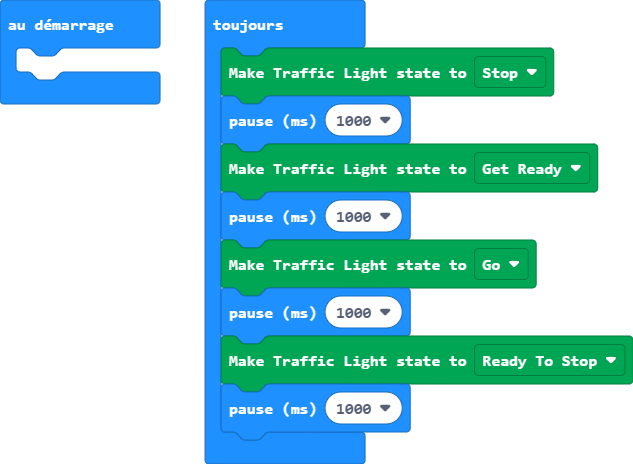 au démarrage
toujours
Make Traffic Light state to Stop
pause (ms) 1000
Make Traffic Light state to Get Ready
pause (ms) 1000
Make Traffic Light state to Go
pause (ms) 1000
Make Traffic Light state to Ready To Stop
pause (ms) 1000